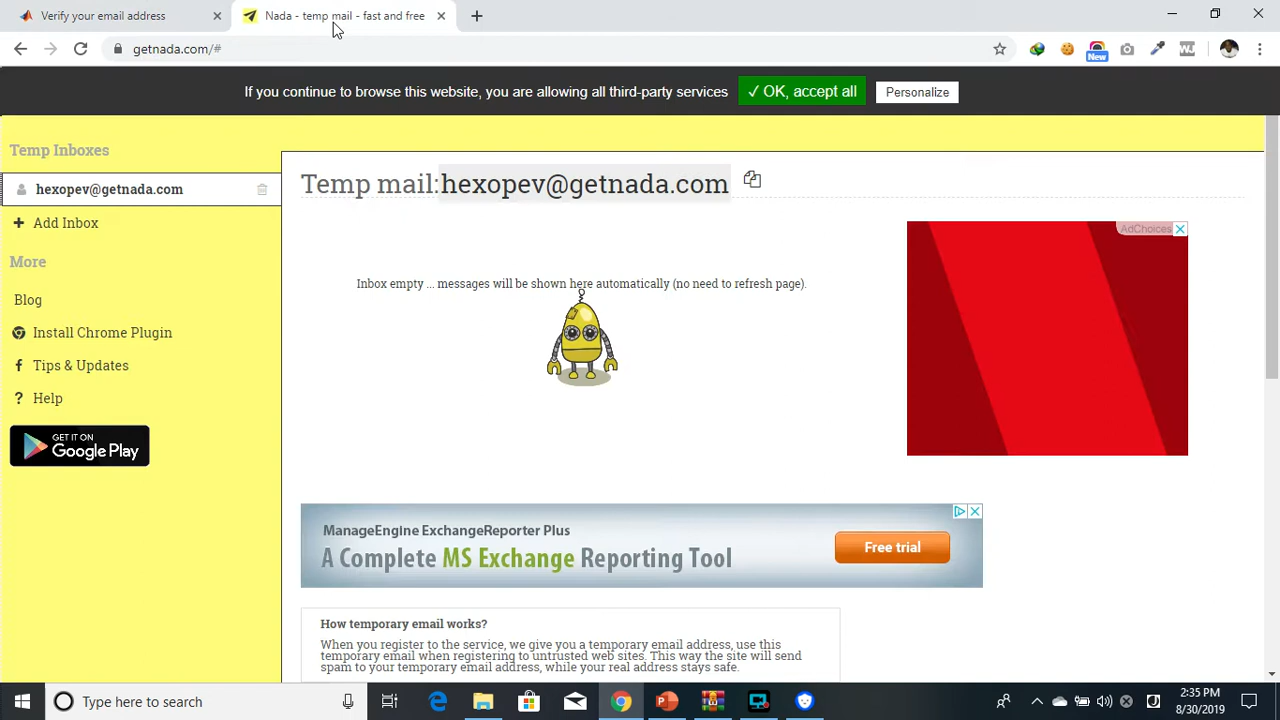 Verify your email address
Nada - temp mail - fast and free
getnada.com/#
New
If you continue to browse this website, you are allowing all third-party services
✓ OK, accept all
Personalize
Temp Inboxes
hexopev@getnada.com
Add Inbox
More
Blog
Install Chrome Plugin
Tips & Updates
Help
GET IT ON
Google Play
Temp mail:hexopev@getnada.com
Inbox empty ... messages will be shown here automatically (no need to refresh page).
AdChoices
ManageEngine ExchangeReporter Plus
A Complete MS Exchange Reporting Tool
Free trial
How temporary email works?
When you register to the service, we give you a temporary email address, use this
temporary email when registering to untrusted web sites. This way the site will send
spam to your temporary email address, while your real address stays safe.
Type here to search
2:35 PM
8/30/2019